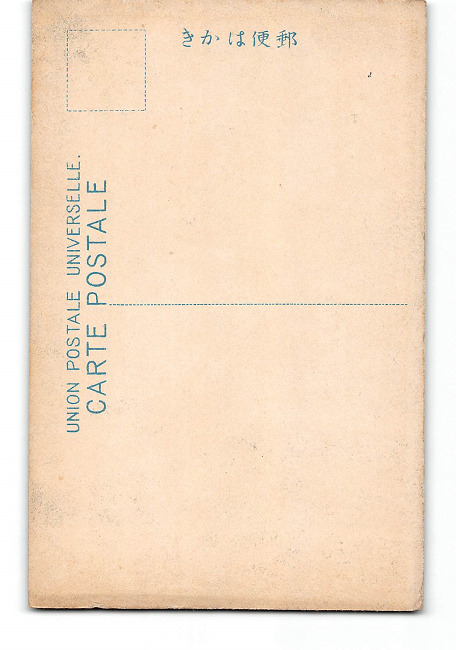 きかは便郵
UNION POSTALE UNIVERSELLE.
CARTE POSTALE